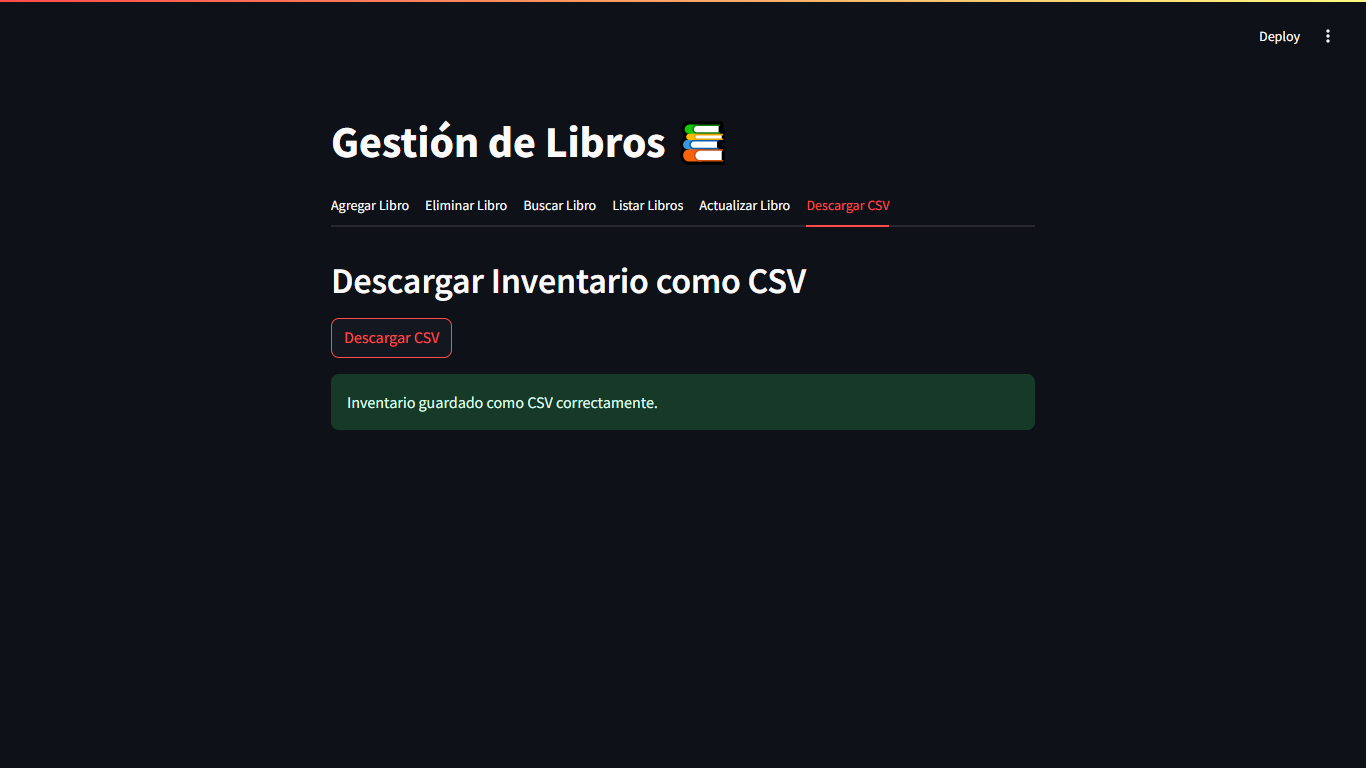 Deploy
Gestión de Libros
Agregar Libro Eliminar Libro Buscar Libro Listar Libros Actualizar Libro Descargar CSV
Descargar Inventario como CSV
Descargar CSV
Inventario guardado como CSV correctamente.